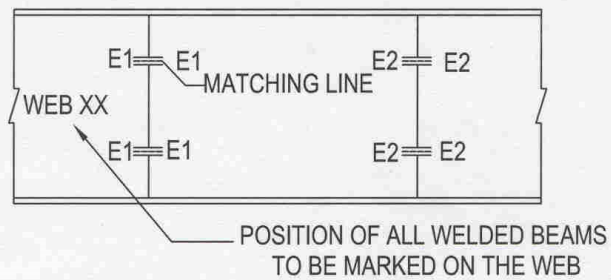 E1 E1 E2 E2
MATCHING LINE
WEB XX
E1 E1 E2 E2
POSITION OF ALL WELDED BEAMS
TO BE MARKED ON THE WEB